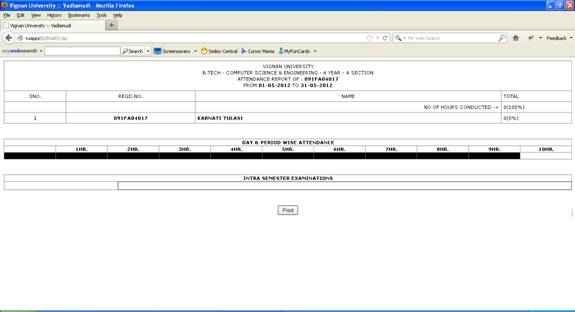 Vignan University :: Vadlamudi - Mozilla Firefox
File Edit View History Bookmarks Tools Help
Vignan University :: Vadlamudi +
My Web Search
Feedback
mywebsearch Search Screensavers Smiley Central Cursor Mania MyFunCards
VIGNAN UNIVERSITY
B.TECH - COMPUTER SCIENCE & ENGINEERING - 4 YEAR - A SECTION
ATTENDANCE REPORT OF : 091FA04017
FROM 01-05-2012 TO 31-05-2012
SNO. REGD.NO. NAME TOTAL
NO.OF HOURS CONDUCTED -> 0(100%)
1 091FA04017 KARNATI TULASI 0(0%)
DAY & PERIOD WISE ATTENDANCE
1HR. 2HR. 3HR. 4HR. 5HR. 6HR. 7HR. 8HR. 9HR. 10HR.
INTRA SEMESTER EXAMINATIONS
Print